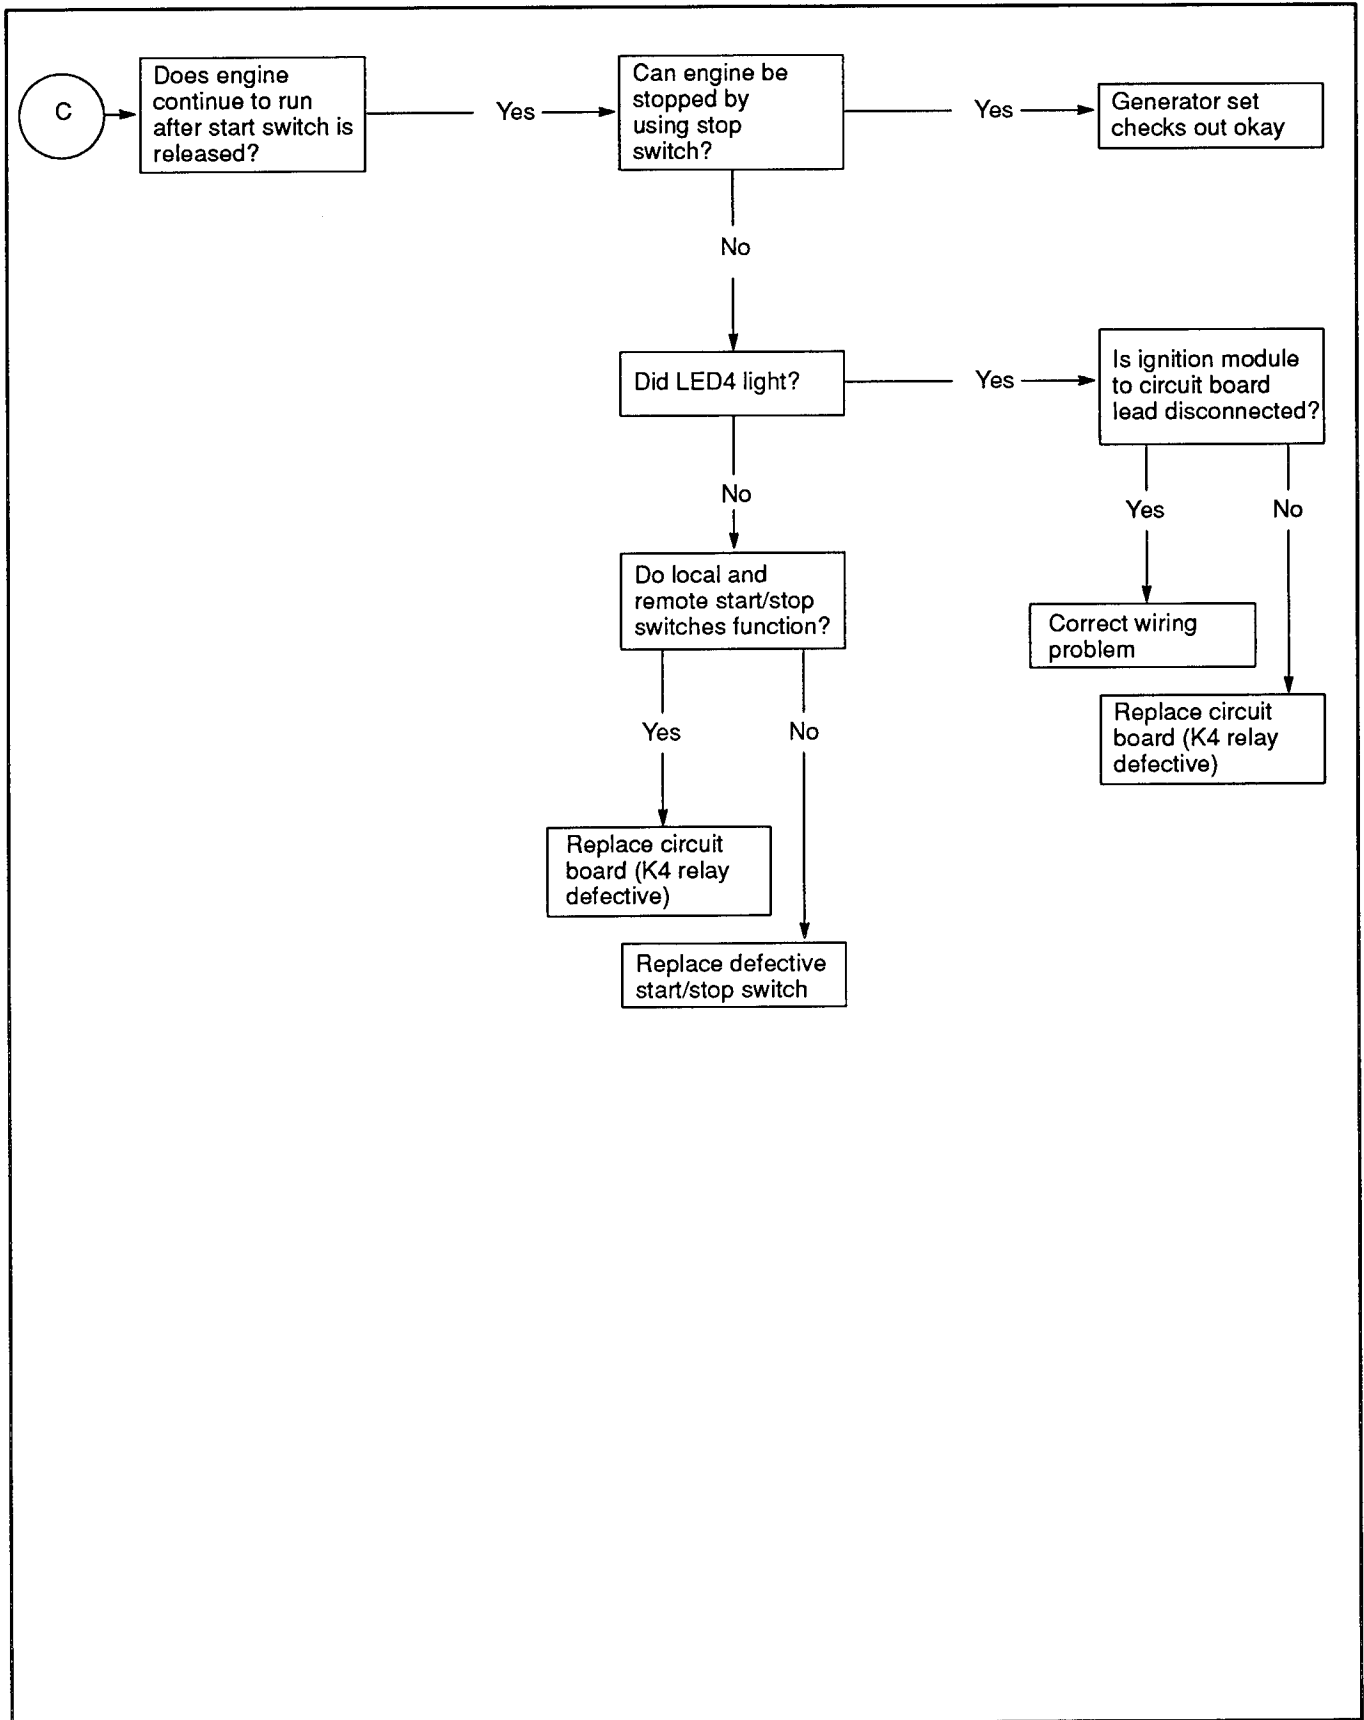 C
Does engine
continue to run
after start switch is
released?
Yes
Can engine be
stopped by
using stop
switch?
Yes
Generator set
checks out okay
No
Did LED4 light?
Yes
Is ignition module
to circuit board
lead disconnected?
No
Yes
No
Do local and
remote start/stop
switches function?
Correct wiring
problem
Yes
No
Replace circuit
board (K4 relay
defective)
Replace circuit
board (K4 relay
defective)
Replace defective
start/stop switch